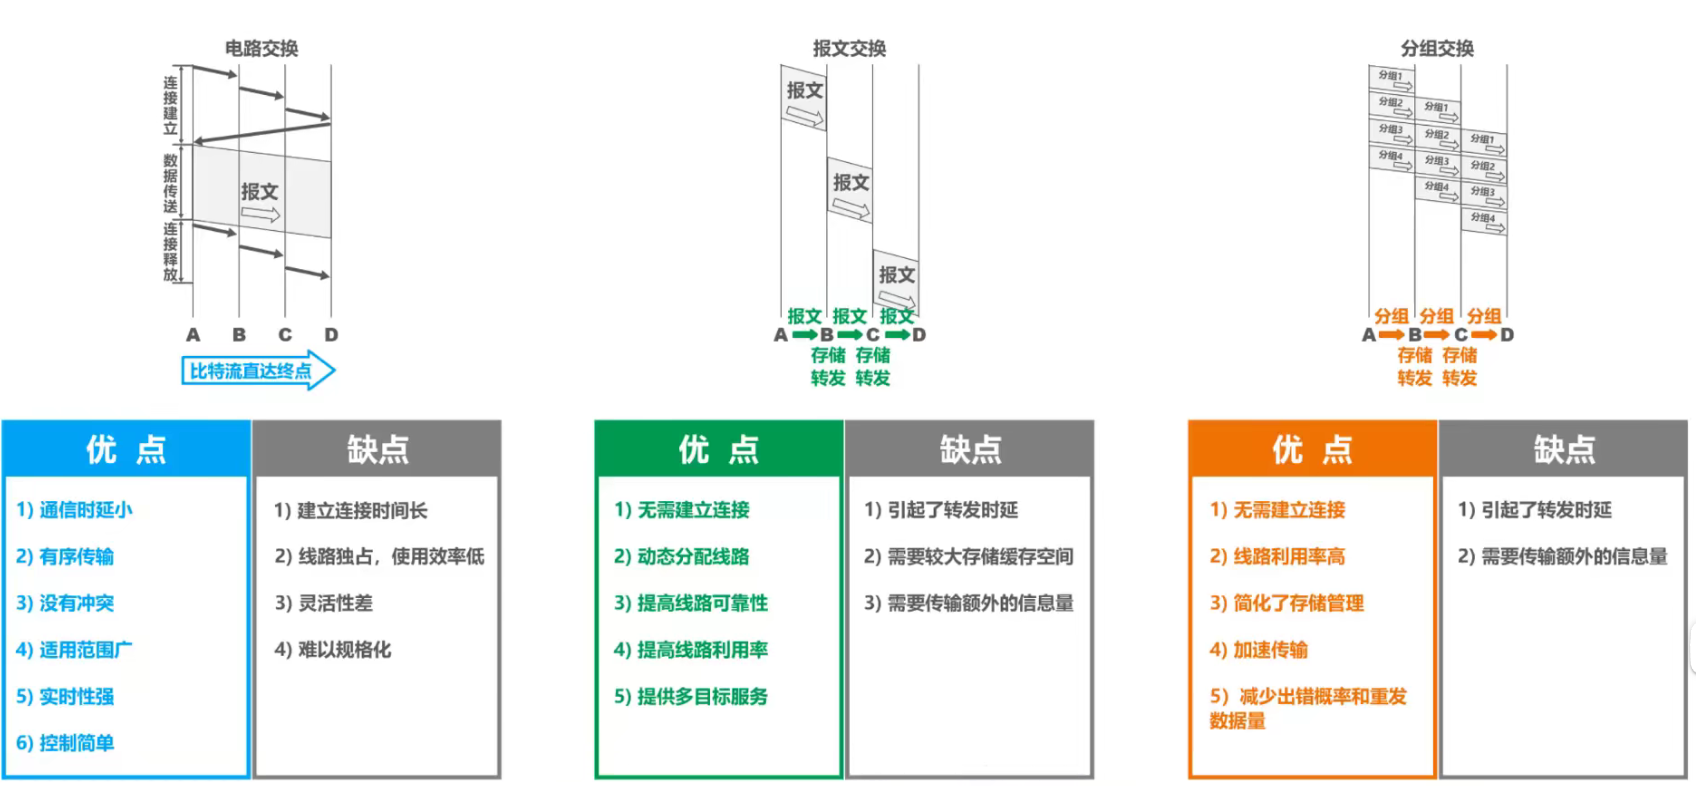 电路交换
连接建立
数据传送
连接释放
报文
A B C D
比特流直达终点
优 点
缺点
1) 通信时延小
2) 有序传输
3) 没有冲突
4) 适用范围广
5) 实时性强
6) 控制简单
1) 建立连接时间长
2) 线路独占，使用效率低
3) 灵活性差
4) 难以规格化
报文交换
报文
报文
报文
报文 报文 报文
A B C D
存储 存储
转发 转发
优 点
缺点
1) 无需建立连接
2) 动态分配线路
3) 提高线路可靠性
4) 提高线路利用率
5) 提供多目标服务
1) 引起了转发时延
2) 需要较大存储缓存空间
3) 需要传输额外的信息量
分组交换
分组1
分组2 分组1
分组3 分组2 分组1
分组4 分组3 分组2
分组4 分组3
分组4
分组 分组 分组
A B C D
存储 存储
转发 转发
优 点
缺点
1) 无需建立连接
2) 线路利用率高
3) 简化了存储管理
4) 加速传输
5) 减少出错概率和重发
数据量
1) 引起了转发时延
2) 需要传输额外的信息量